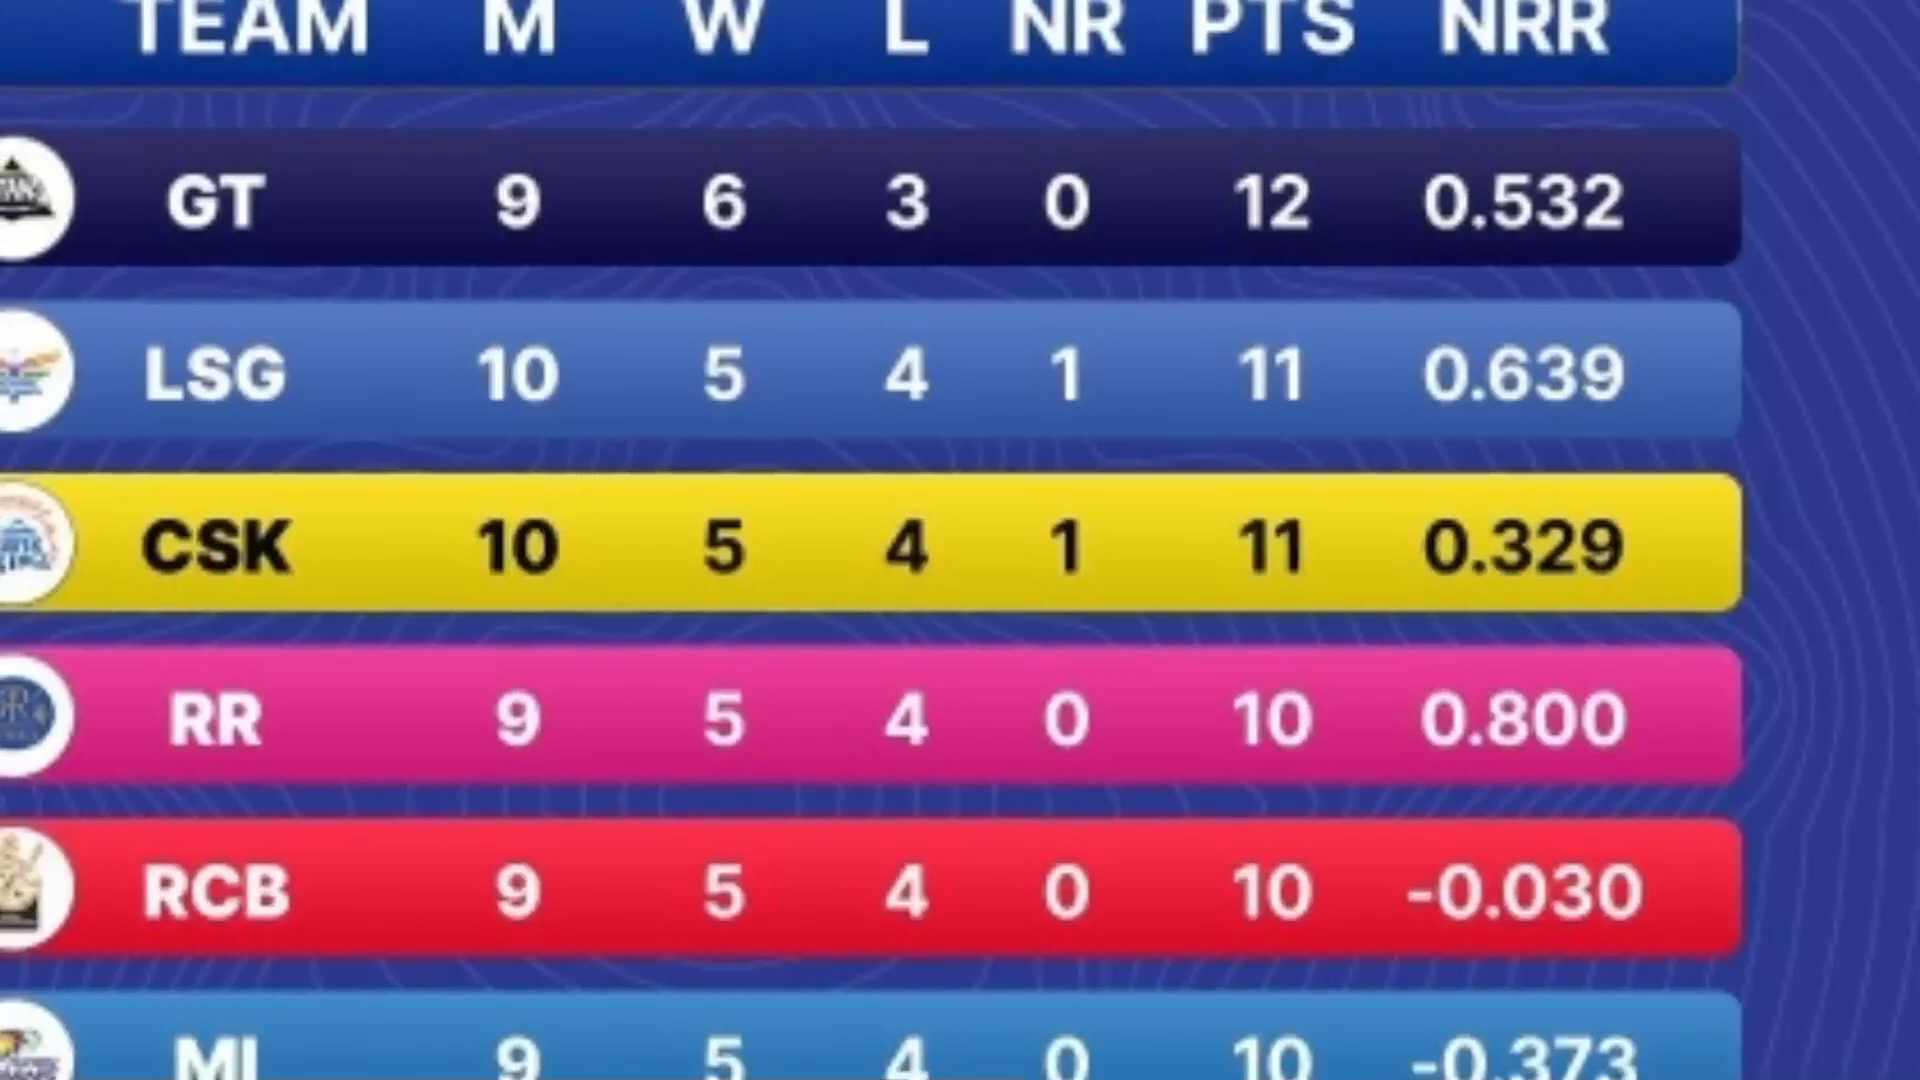 TEAM M W L NR PTS NRR
GT 9 6 3 0 12 0.532
LSG 10 5 4 1 11 0.639
CSK 10 5 4 1 11 0.329
RR 9 5 4 0 10 0.800
RCB 9 5 4 0 10 -0.030
MI 9 5 4 0 10 -0.373